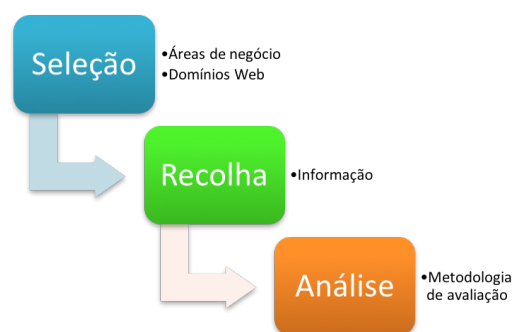 Seleção
•Áreas de negócio
•Domínios Web
Recolha
•Informação
Análise
•Metodologia
de avaliação